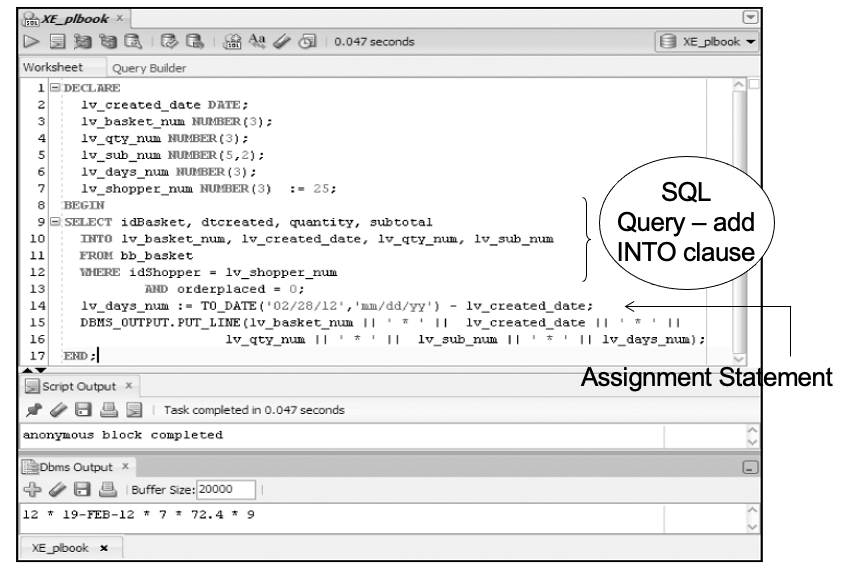 XE_plbook ×
0.047 seconds
XE_plbook
Worksheet Query Builder
1 DECLARE
2 lv_created_date DATE;
3 lv_basket_num NUMBER(3);
4 lv_qty_num NUMBER(3);
5 lv_sub_num NUMBER(5,2);
6 lv_days_num NUMBER(3);
7 lv_shopper_num NUMBER(3) := 25;
8 BEGIN
9 SELECT idBasket, dtcreated, quantity, subtotal
10 INTO lv_basket_num, lv_created_date, lv_qty_num, lv_sub_num
11 FROM bb_basket
12 WHERE idShopper = lv_shopper_num
13 AND orderplaced = 0;
14 lv_days_num := TO_DATE('02/28/12','mm/dd/yy') - lv_created_date;
15 DBMS_OUTPUT.PUT_LINE(lv_basket_num || ' * ' || lv_created_date || ' * ' ||
16 lv_qty_num || ' * ' || lv_sub_num || ' * ' || lv_days_num);
17 END;
SQL
Query – add
INTO clause
Assignment Statement
Script Output ×
Task completed in 0.047 seconds
anonymous block completed
Dbms Output ×
Buffer Size: 20000
12 * 19-FEB-12 * 7 * 72.4 * 9
XE_plbook ×